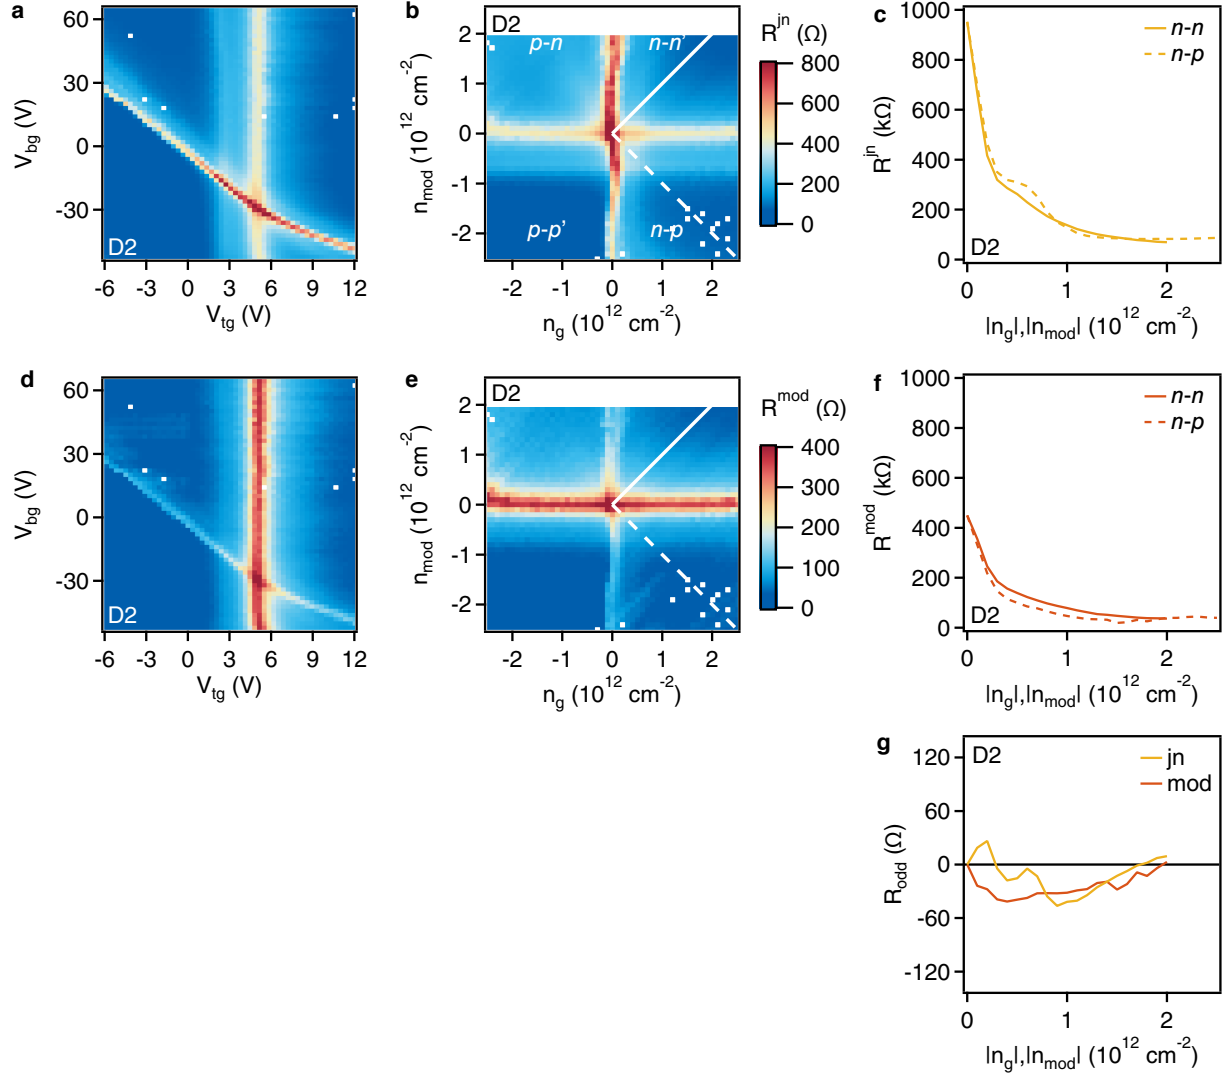 a
60
30
0
-30
V_bg (V)
D2
-6 -3 0 3 6 9 12
V_tg (V)
b
D2
p-n
n-n’
p-p’
n-p
2
1
0
-1
-2
n_mod (10^12 cm^-2)
-2 -1 0 1 2
n_g (10^12 cm^-2)
R^jn (Ω)
800
600
400
200
0
c
1000
800
600
400
200
0
R^jn (kΩ)
n-n
n-p
D2
0 1 2
|n_g|,|n_mod| (10^12 cm^-2)
d
60
30
0
-30
V_bg (V)
D2
-6 -3 0 3 6 9 12
V_tg (V)
e
D2
2
1
0
-1
-2
n_mod (10^12 cm^-2)
-2 -1 0 1 2
n_g (10^12 cm^-2)
R^mod (Ω)
400
300
200
100
0
f
1000
800
600
400
200
0
R^mod (kΩ)
n-n
n-p
D2
0 1 2
|n_g|,|n_mod| (10^12 cm^-2)
g
D2
jn
mod
120
60
0
-60
-120
R_odd (Ω)
0 1 2
|n_g|,|n_mod| (10^12 cm^-2)